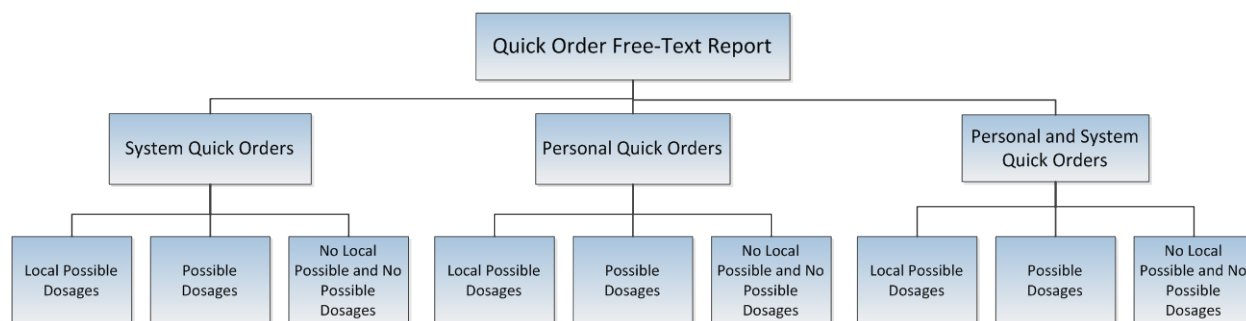 Quick Order Free-Text Report
System Quick Orders
Personal Quick Orders
Personal and System
Quick Orders
Local Possible
Dosages
Possible
Dosages
No Local
Possible and No
Possible
Dosages
Local Possible
Dosages
Possible
Dosages
No Local
Possible and No
Possible
Dosages
Local Possible
Dosages
Possible
Dosages
No Local
Possible and No
Possible
Dosages